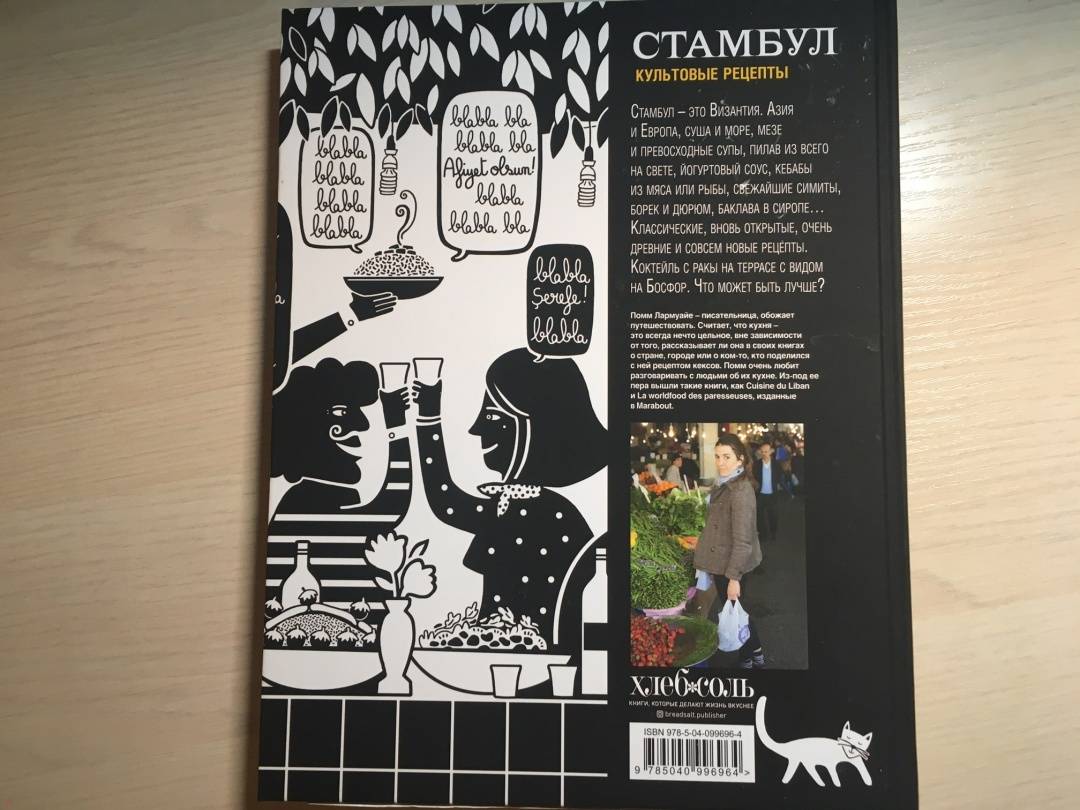 blabla
blabla
blabla
blabla
blabla bla
blabla bla
Afiyet olsun!
blabla
blabla bla
blabla
Şerefe!
blabla
СТАМБУЛ
КУЛЬТОВЫЕ РЕЦЕПТЫ
Стамбул – это Византия. Азия
и Европа, суша и море, мезе
и превосходные супы, пилав из всего
на свете, йогуртовый соус, кебабы
из мяса или рыбы, свежайшие симиты,
борек и дюрюм, баклава в сиропе...
Классические, вновь открытые, очень
древние и совсем новые рецепты.
Коктейль с ракы на террасе с видом
на Босфор. Что может быть лучше?
Помм Лармуайе – писательница, обожает
путешествовать. Считает, что кухня –
это всегда нечто цельное, вне зависимости
от того, рассказывает ли она в своих книгах
о стране, городе или о ком-то, кто поделился
с ней рецептом кексов. Помм очень любит
разговаривать с людьми об их кухне. Из-под ее
пера вышли такие книги, как Cuisine du Liban
и La worldfood des paresseuses, изданные
в Marabout.
хлеб*соль
КНИГИ, КОТОРЫЕ ДЕЛАЮТ ЖИЗНЬ ВКУСНЕЕ
breadsalt.publisher
ISBN 978-5-04-099696-4
9 785040 996964 >